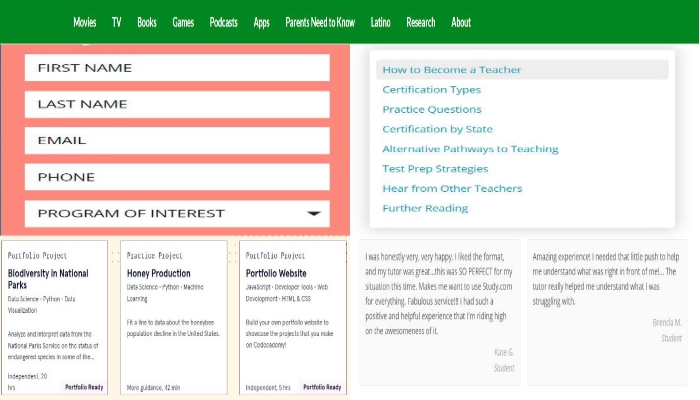 Movies TV Books Games Podcasts Apps Parents Need to Know Latino Research About
FIRST NAME
LAST NAME
EMAIL
PHONE
PROGRAM OF INTEREST
How to Become a Teacher
Certification Types
Practice Questions
Certification by State
Alternative Pathways to Teaching
Test Prep Strategies
Hear from Other Teachers
Further Reading
Portfolio Project
Biodiversity in National
Parks
Data Science • Python • Data
Visualization
Analyze and interpret data from the
National Parks Service on the status of
endangered species in some of the...
Independent, 20
hrs
Portfolio Ready
Practice Project
Honey Production
Data Science • Python • Machine
Learning
Fit a line to data about the honeybee
population decline in the United States.
More guidance, 42 min
Portfolio Project
Portfolio Website
JavaScript • Developer Tools • Web
Development • HTML & CSS
Build your own portfolio website to
showcase the projects that you make
on Codecademy!
Independent, 5 hrs
Portfolio Ready
I was honestly very, very happy. I liked the format,
and my tutor was great...this was SO PERFECT for my
situation this time. Makes me want to use Study.com
for everything. Fabulous service!!! I had such a
positive and helpful experience that I'm riding high
on the awesomeness of it.
Kate G.
Student
Amazing experience! I needed that little push to help
me understand what was right in front of me!... The
tutor really helped me understand what I was
struggling with.
Brenda M.
Student